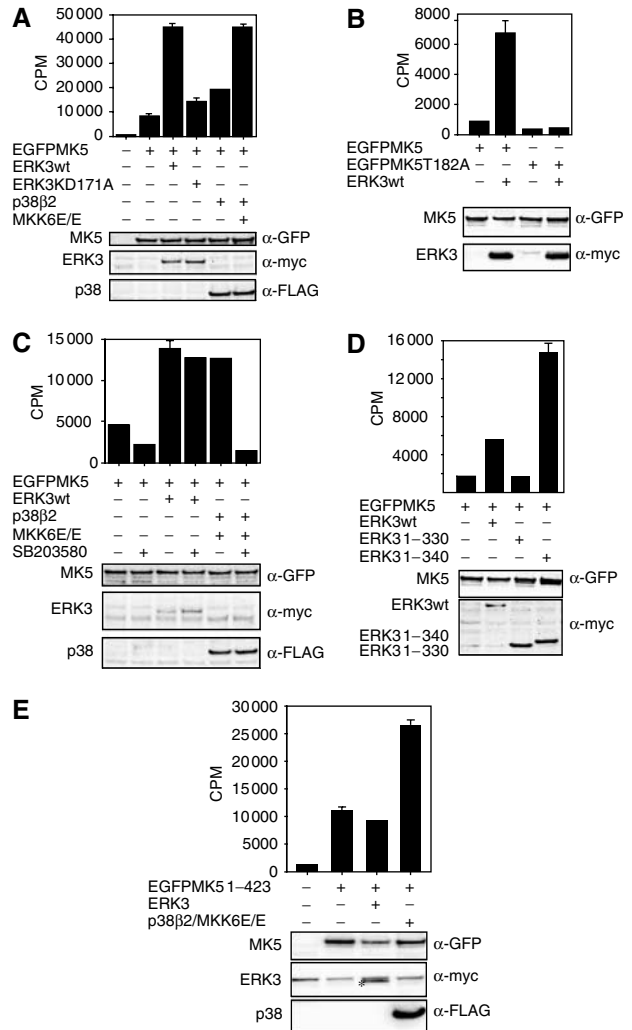 A
CPM
50 000
40 000
30 000
20 000
10 000
0
EGFPMK5 − + + + + +
ERK3wt − − + − − −
ERK3KD171A − − − + − −
p38β2 − − − − + +
MKK6E/E − − − − − +
MK5 α-GFP
ERK3 α-myc
p38 α-FLAG
B
CPM
8000
6000
4000
2000
0
EGFPMK5 + + − −
EGFPMK5T182A − − + +
ERK3wt − + − +
MK5 α-GFP
ERK3 α-myc
C
CPM
15 000
10 000
5000
0
EGFPMK5 + + + + + +
ERK3wt − − + + − −
p38β2 − − − − + +
MKK6E/E − − − − + +
SB203580 − + − + − +
MK5 α-GFP
ERK3 α-myc
p38 α-FLAG
D
CPM
16 000
12 000
8000
4000
EGFPMK5 + + + +
ERK3wt − + − −
ERK31–330 − − + −
ERK31–340 − − − +
MK5 α-GFP
ERK3wt
α-myc
ERK31–340
ERK31–330
E
CPM
30 000
25 000
20 000
15 000
10 000
5000
0
EGFPMK5 1–423 − + + +
ERK3 − − + −
p38β2/MKK6E/E − − − +
MK5 α-GFP
ERK3 * α-myc
p38 α-FLAG